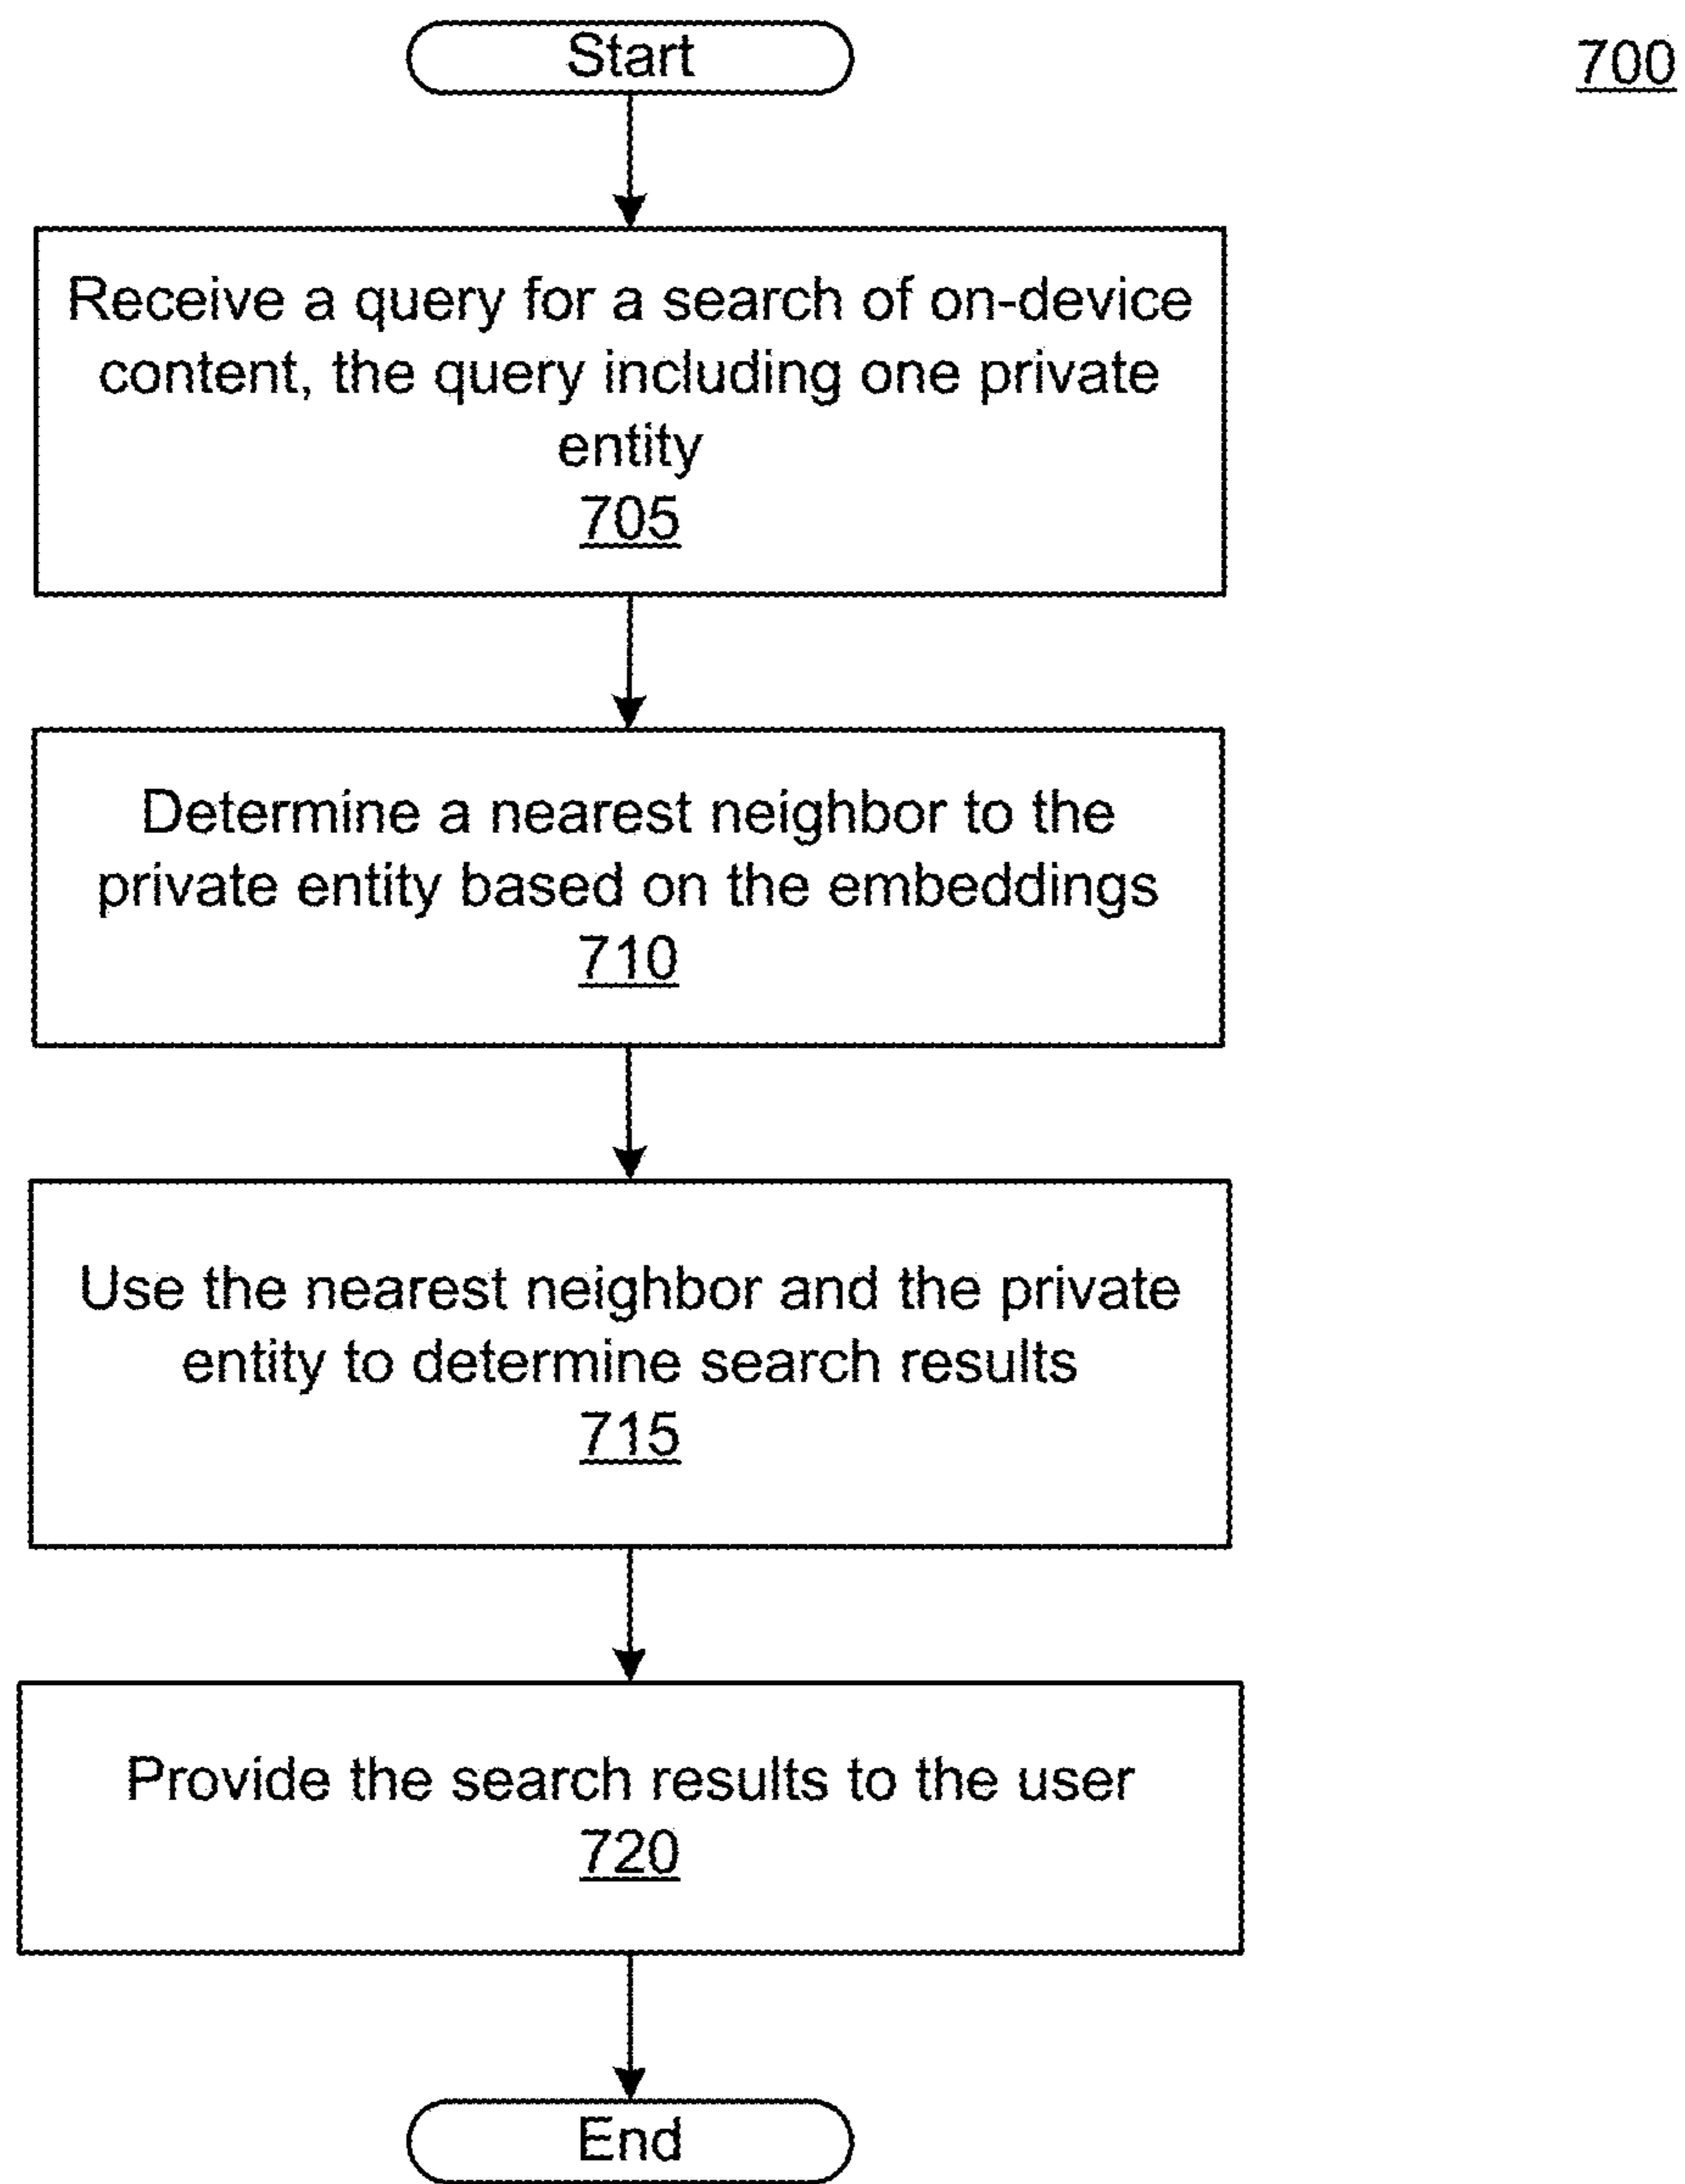 Start
700
Receive a query for a search of on-device
content, the query including one private
entity
705
Determine a nearest neighbor to the
private entity based on the embeddings
710
Use the nearest neighbor and the private
entity to determine search results
715
Provide the search results to the user
720
End